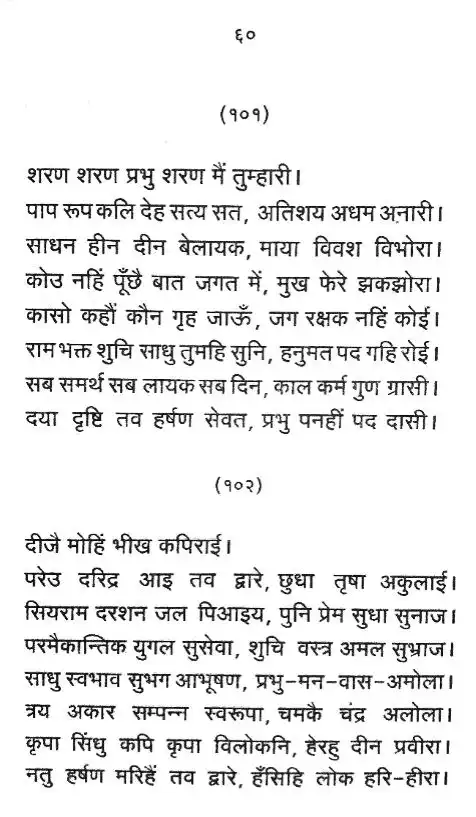 ६०
(१०१)
शरण शरण प्रभु शरण मैं तुम्हारी।
पाप रूप कलि देह सत्य सत, अतिशय अधम अनारी।
साधन हीन दीन बेलायक, माया विवश विभोरा।
कोउ नहिं पूँछै बात जगत में, मुख फेरे झकझोरा।
कासो कहौं कौन गृह जाऊँ, जग रक्षक नहिं कोई।
राम भक्त शुचि साधु तुमहि सुनि, हनुमत पद गहि रोई।
सब समर्थ सब लायक सब दिन, काल कर्म गुण ग्रासी।
दया दृष्टि तव हर्षण सेवत, प्रभु पनहीं पद दासी।
(१०२)
दीजै मोहिं भीख कपिराई।
परेउ दरिद्र आइ तव द्वारे, छुधा तृषा अकुलाई।
सियराम दरशन जल पिआइय, पुनि प्रेम सुधा सुनाज।
परमैकान्तिक युगल सुसेवा, शुचि वस्त्र अमल सुभ्राज।
साधु स्वभाव सुभग आभूषण, प्रभु-मन-वास-अमोला।
त्रय अकार सम्पन्न स्वरूपा, चमकै चंद्र अलोला।
कृपा सिंधु कपि कृपा विलोकनि, हेरहु दीन प्रवीरा।
नतु हर्षण मरिहैं तव द्वारे, हँसिहि लोक हरि-हीरा।